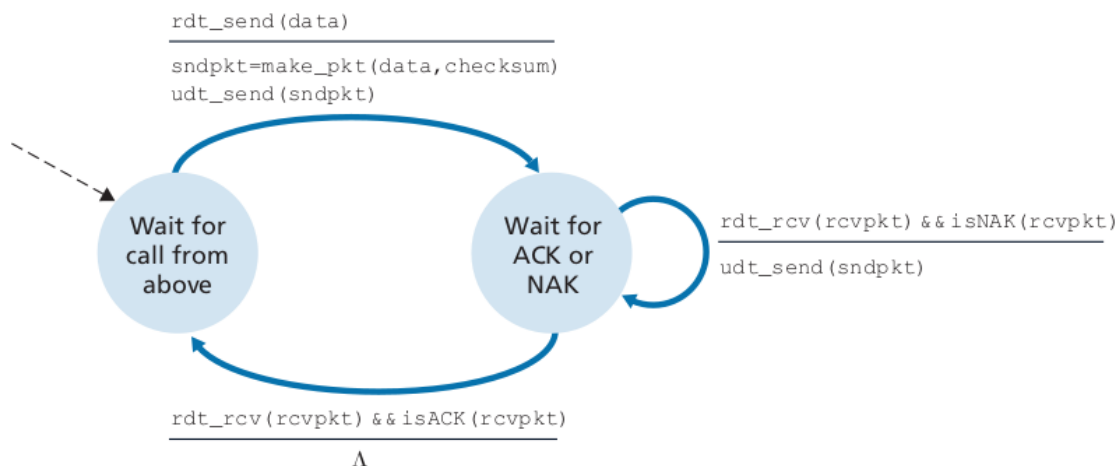 rdt_send(data)
sndpkt=make_pkt(data,checksum)
udt_send(sndpkt)
Wait for
call from
above
Wait for
ACK or
NAK
rdt_rcv(rcvpkt) && isNAK(rcvpkt)
udt_send(sndpkt)
rdt_rcv(rcvpkt) && isACK(rcvpkt)
Λ